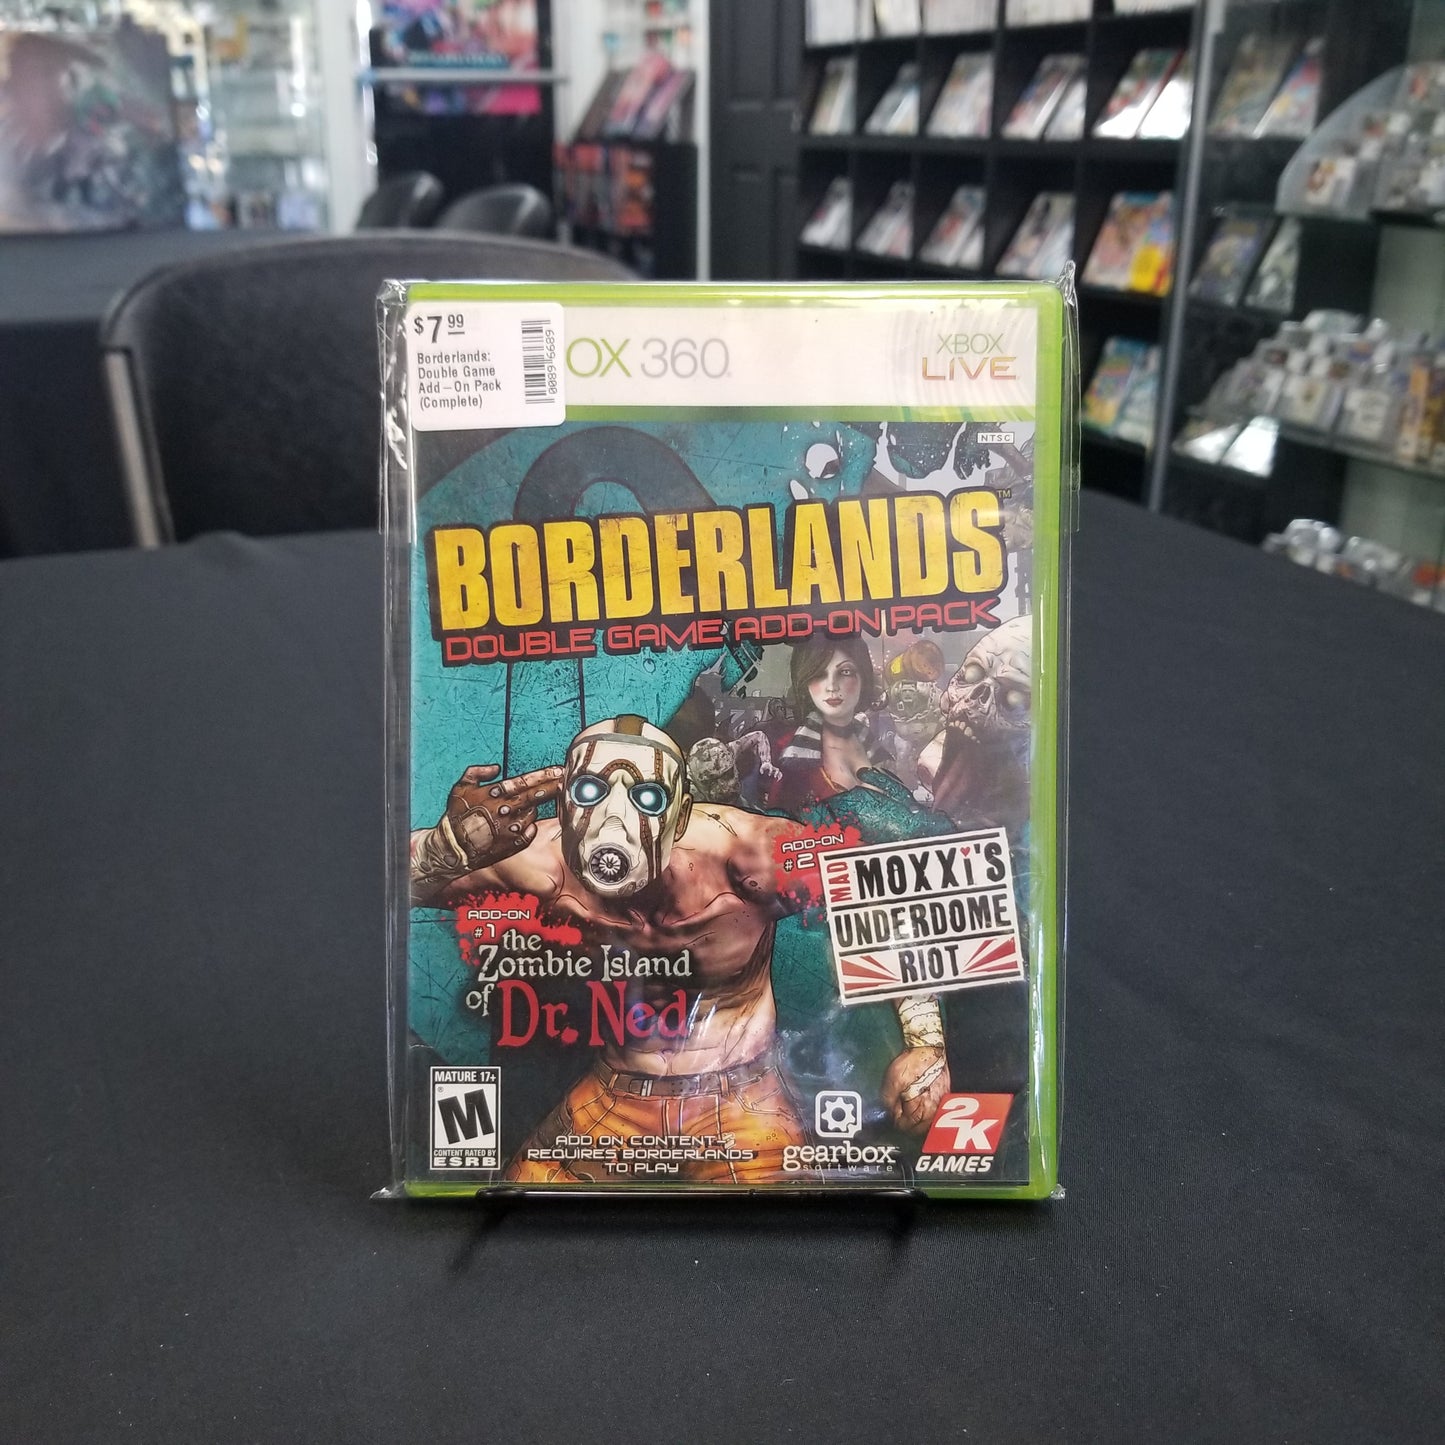 $7.99
Borderlands:
Double Game
Add-On Pack
(Complete)
00896689
OX 360
XBOX
LIVE
NTSC
BORDERLANDS™
DOUBLE GAME ADD-ON PACK
ADD-ON
#2
MAD
MOXXi'S
UNDERDOME
RIOT
ADD-ON
#1
the
Zombie Island
of Dr. Ned
MATURE 17+
M
®
CONTENT RATED BY
ESRB
ADD ON CONTENT-
REQUIRES BORDERLANDS
TO PLAY
gearbox
software
2K
GAMES